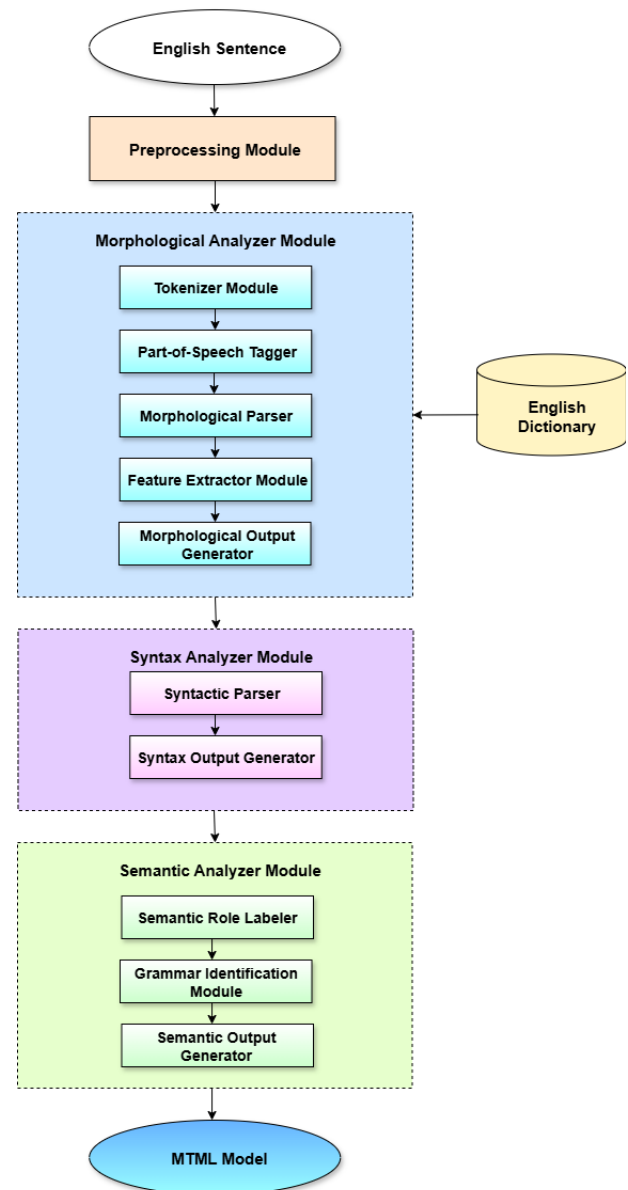 English Sentence
Preprocessing Module
Morphological Analyzer Module
Tokenizer Module
Part-of-Speech Tagger
Morphological Parser
Feature Extractor Module
Morphological Output
Generator
English
Dictionary
Syntax Analyzer Module
Syntactic Parser
Syntax Output Generator
Semantic Analyzer Module
Semantic Role Labeler
Grammar Identification
Module
Semantic Output
Generator
MTML Model